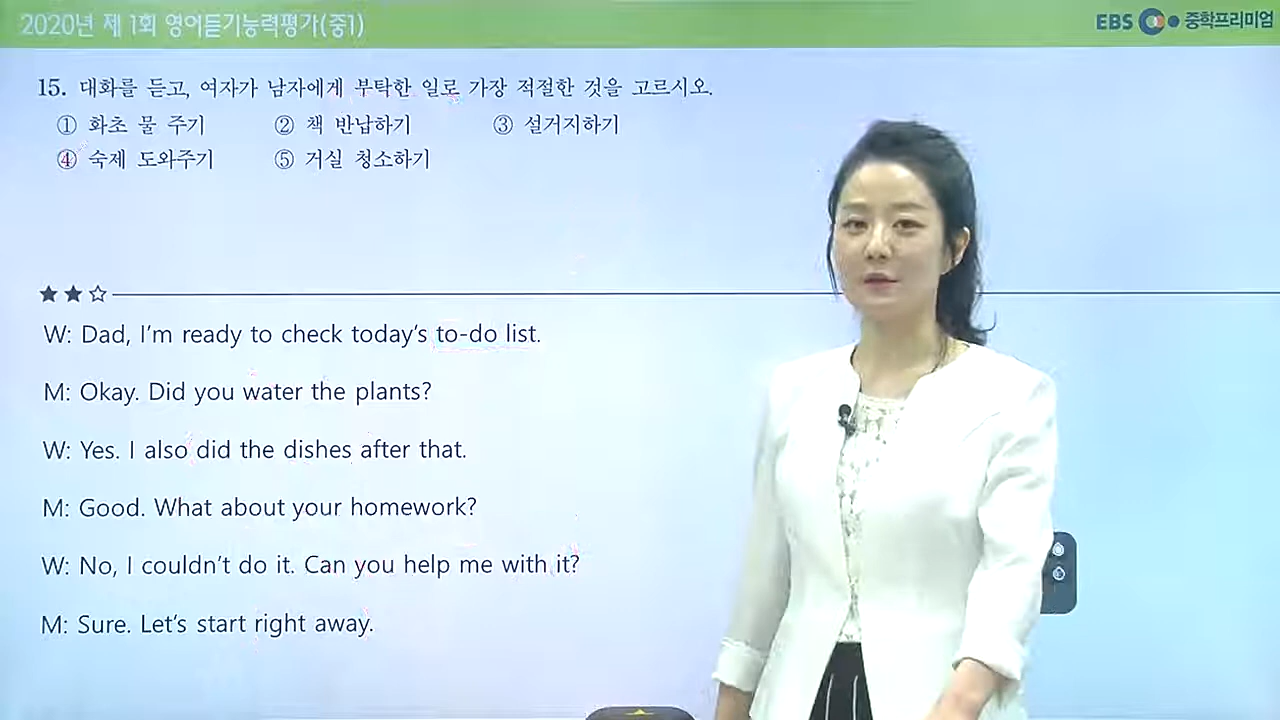 2020년 제 1회 영어듣기능력평가(중1)
EBS 중학프리미엄
15. 대화를 듣고, 여자가 남자에게 부탁한 일로 가장 적절한 것을 고르시오.
① 화초 물 주기 ② 책 반납하기 ③ 설거지하기
④ 숙제 도와주기 ⑤ 거실 청소하기
★★☆
W: Dad, I'm ready to check today's to-do list.
M: Okay. Did you water the plants?
W: Yes. I also did the dishes after that.
M: Good. What about your homework?
W: No, I couldn't do it. Can you help me with it?
M: Sure. Let's start right away.